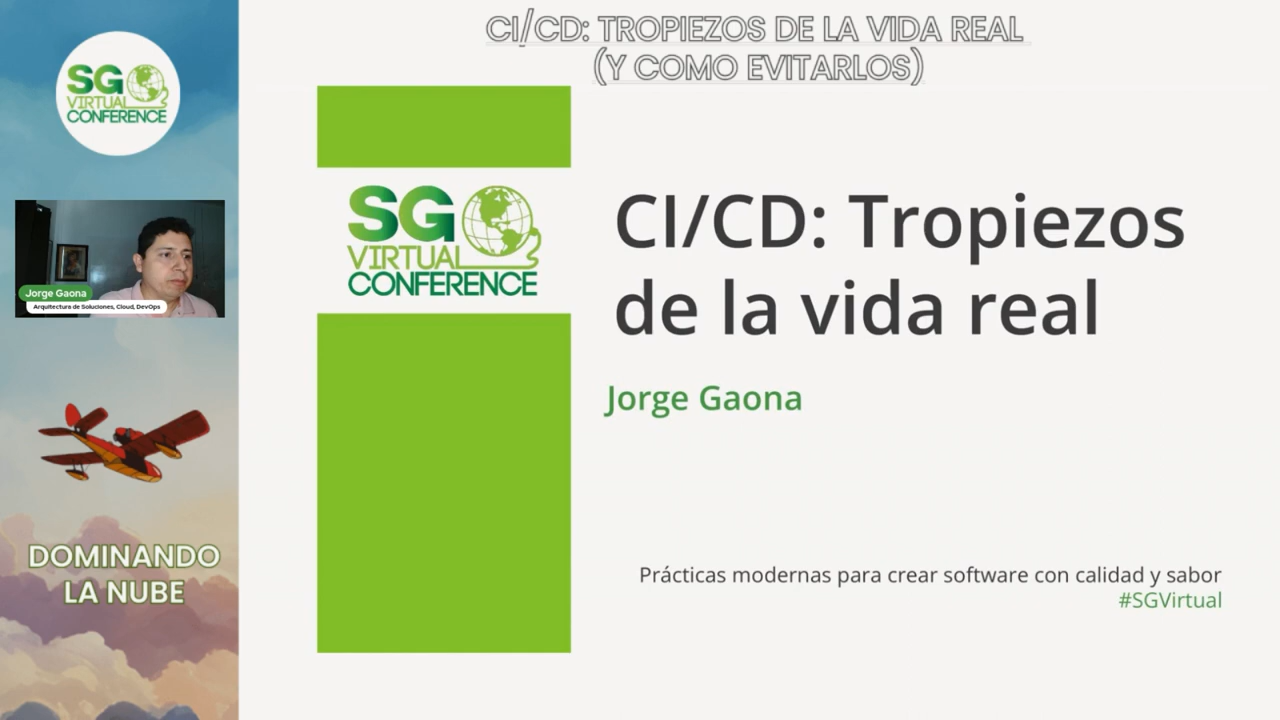 CI/CD: TROPIEZOS DE LA VIDA REAL
(Y COMO EVITARLOS)
SG
VIRTUAL
CONFERENCE
Jorge Gaona
Arquitectura de Soluciones, Cloud, DevOps
DOMINANDO
LA NUBE
SG
VIRTUAL
CONFERENCE
CI/CD: Tropiezos
de la vida real
Jorge Gaona
Prácticas modernas para crear software con calidad y sabor
#SGVirtual